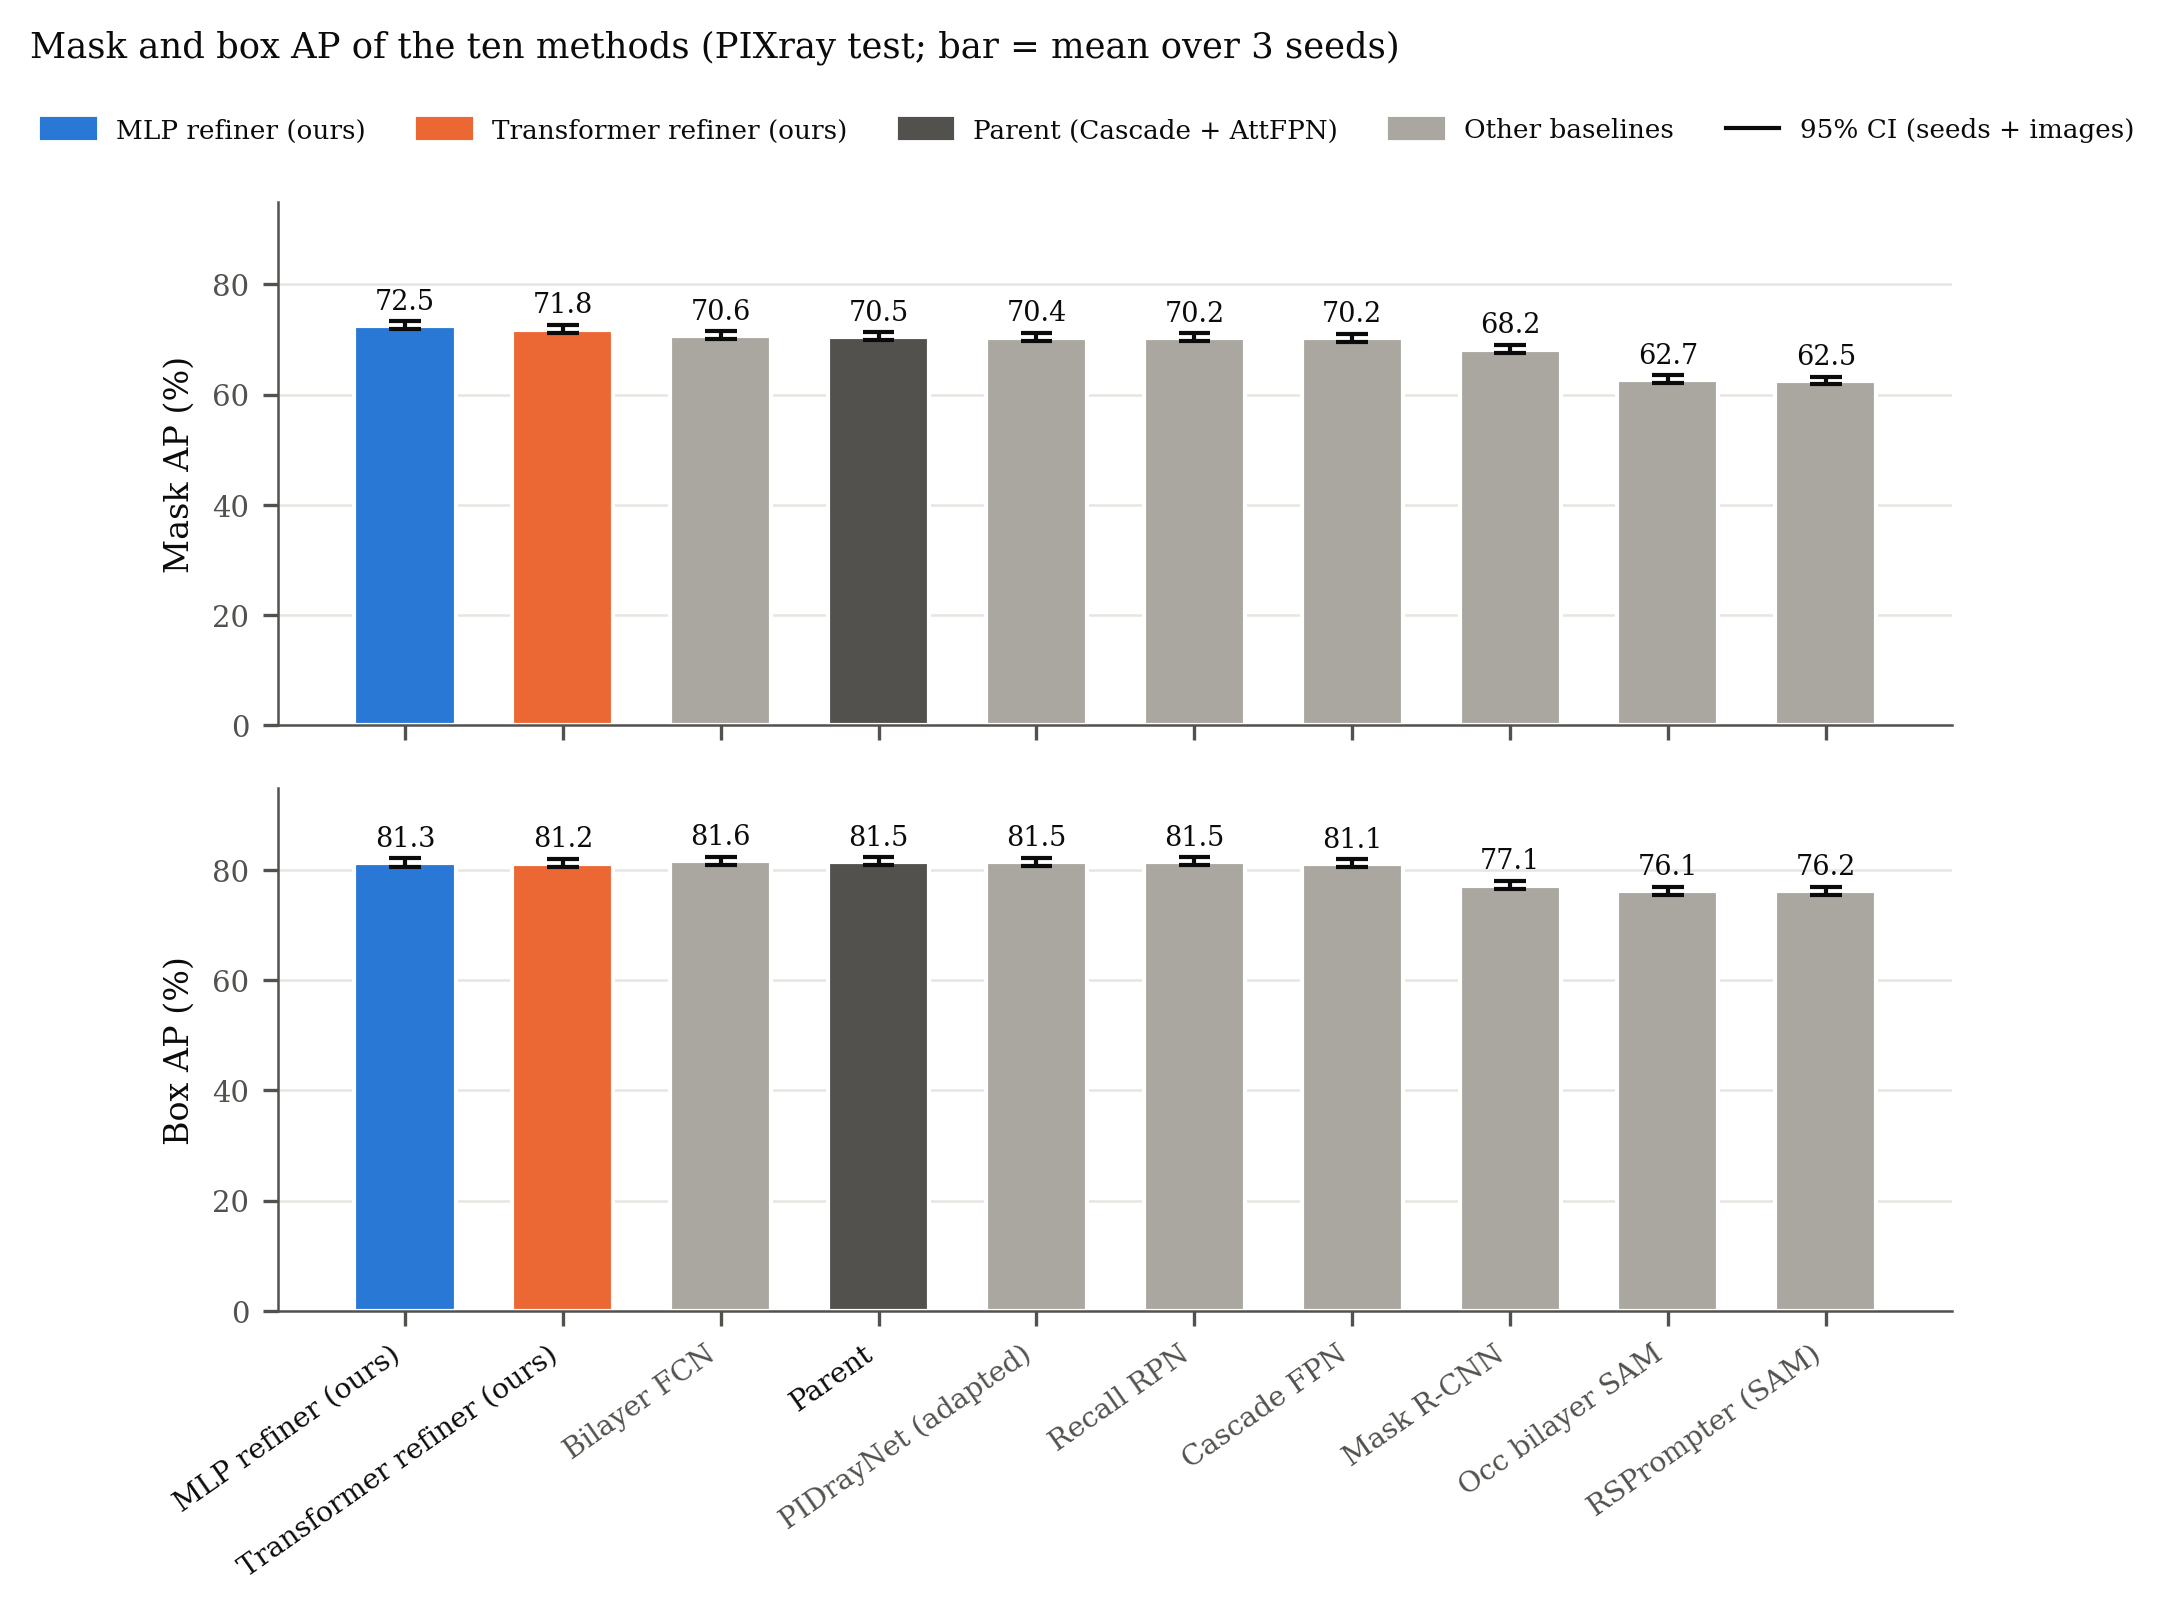 Mask and box AP of the ten methods (PIXray test; bar = mean over 3 seeds)
MLP refiner (ours) Transformer refiner (ours) Parent (Cascade + AttFPN) Other baselines 95% CI (seeds + images)
Mask AP (%)
80
60
40
20
0
72.5 71.8 70.6 70.5 70.4 70.2 70.2 68.2 62.7 62.5
Box AP (%)
80
60
40
20
0
81.3 81.2 81.6 81.5 81.5 81.5 81.1 77.1 76.1 76.2
MLP refiner (ours)
Transformer refiner (ours)
Bilayer FCN
Parent
PIDrayNet (adapted)
Recall RPN
Cascade FPN
Mask R-CNN
Occ bilayer SAM
RSPrompter (SAM)